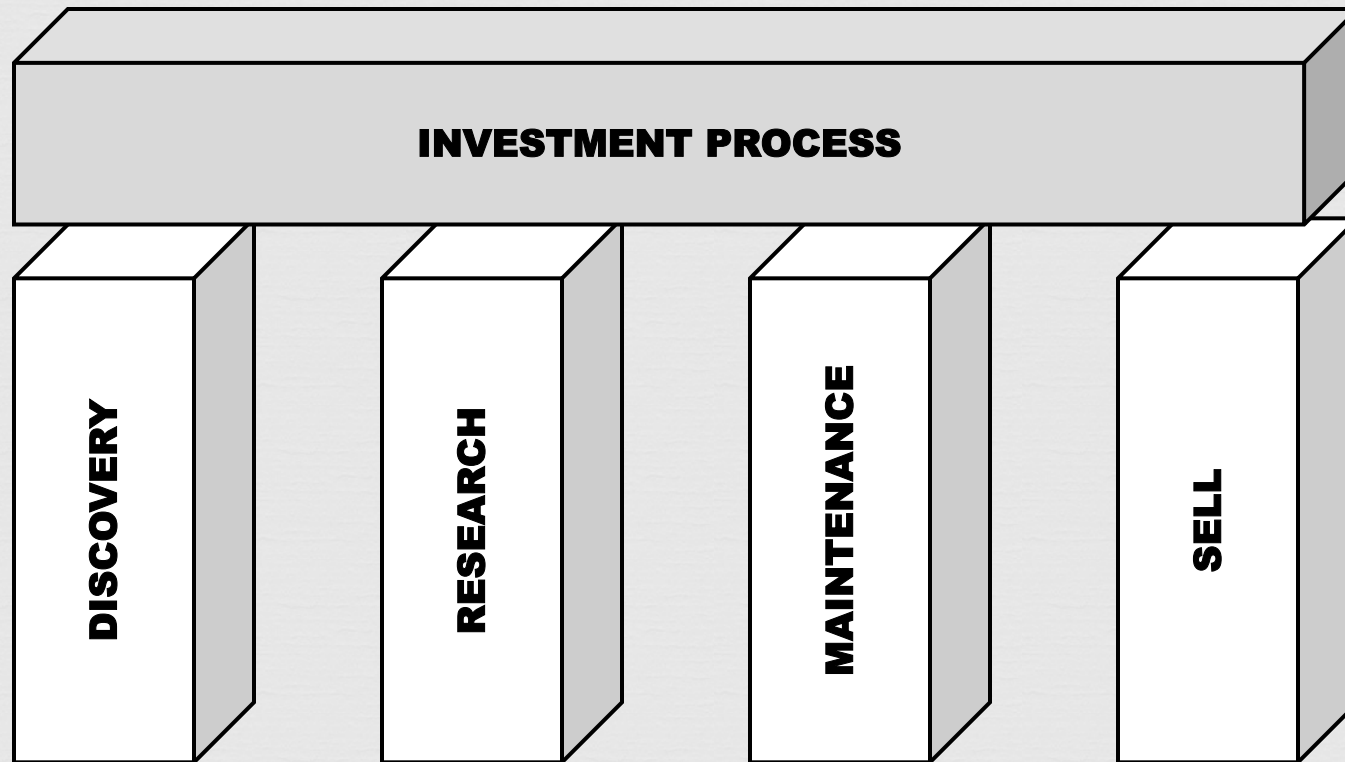 INVESTMENT PROCESS
DISCOVERY
RESEARCH
MAINTENANCE
SELL